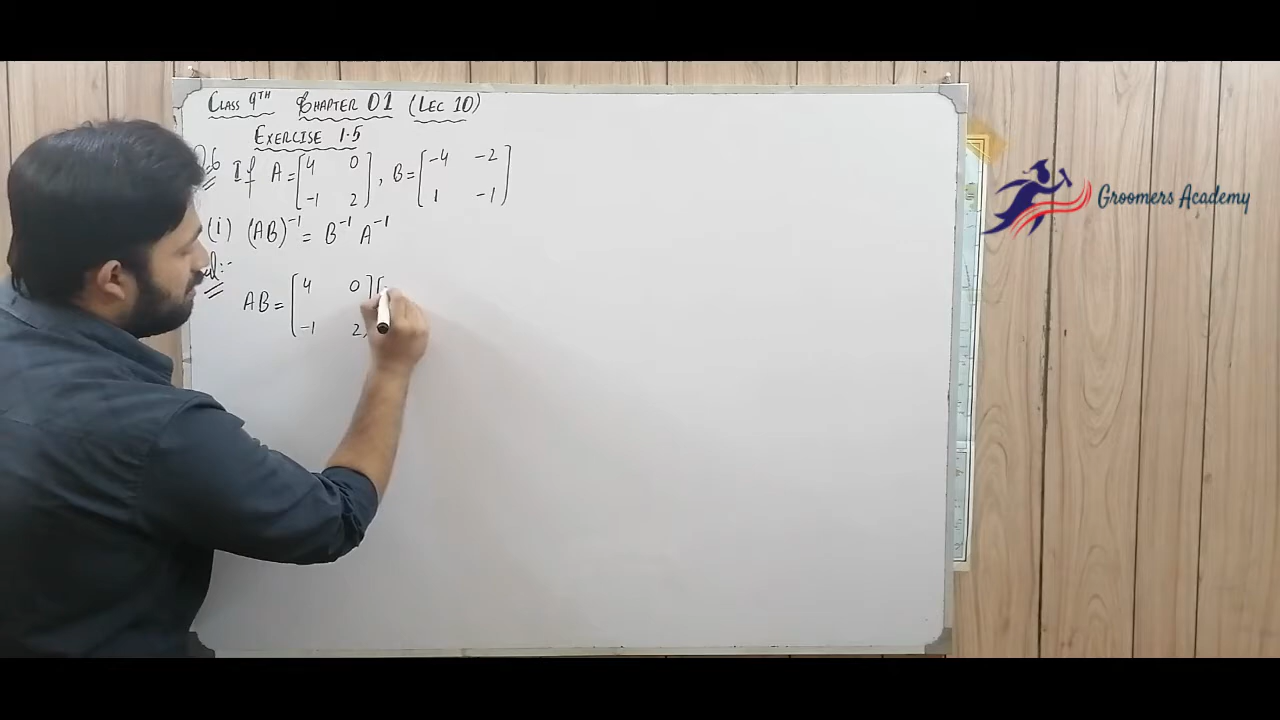 CLASS 9TH CHAPTER 01 (LEC 10)
EXERCISE 1.5
Q.6 If A = [4 0; -1 2], B = [-4 -2; 1 -1]
(i) (AB)⁻¹ = B⁻¹ A⁻¹
Sol:-
AB = [4 0; -1 2] [
Groomers Academy